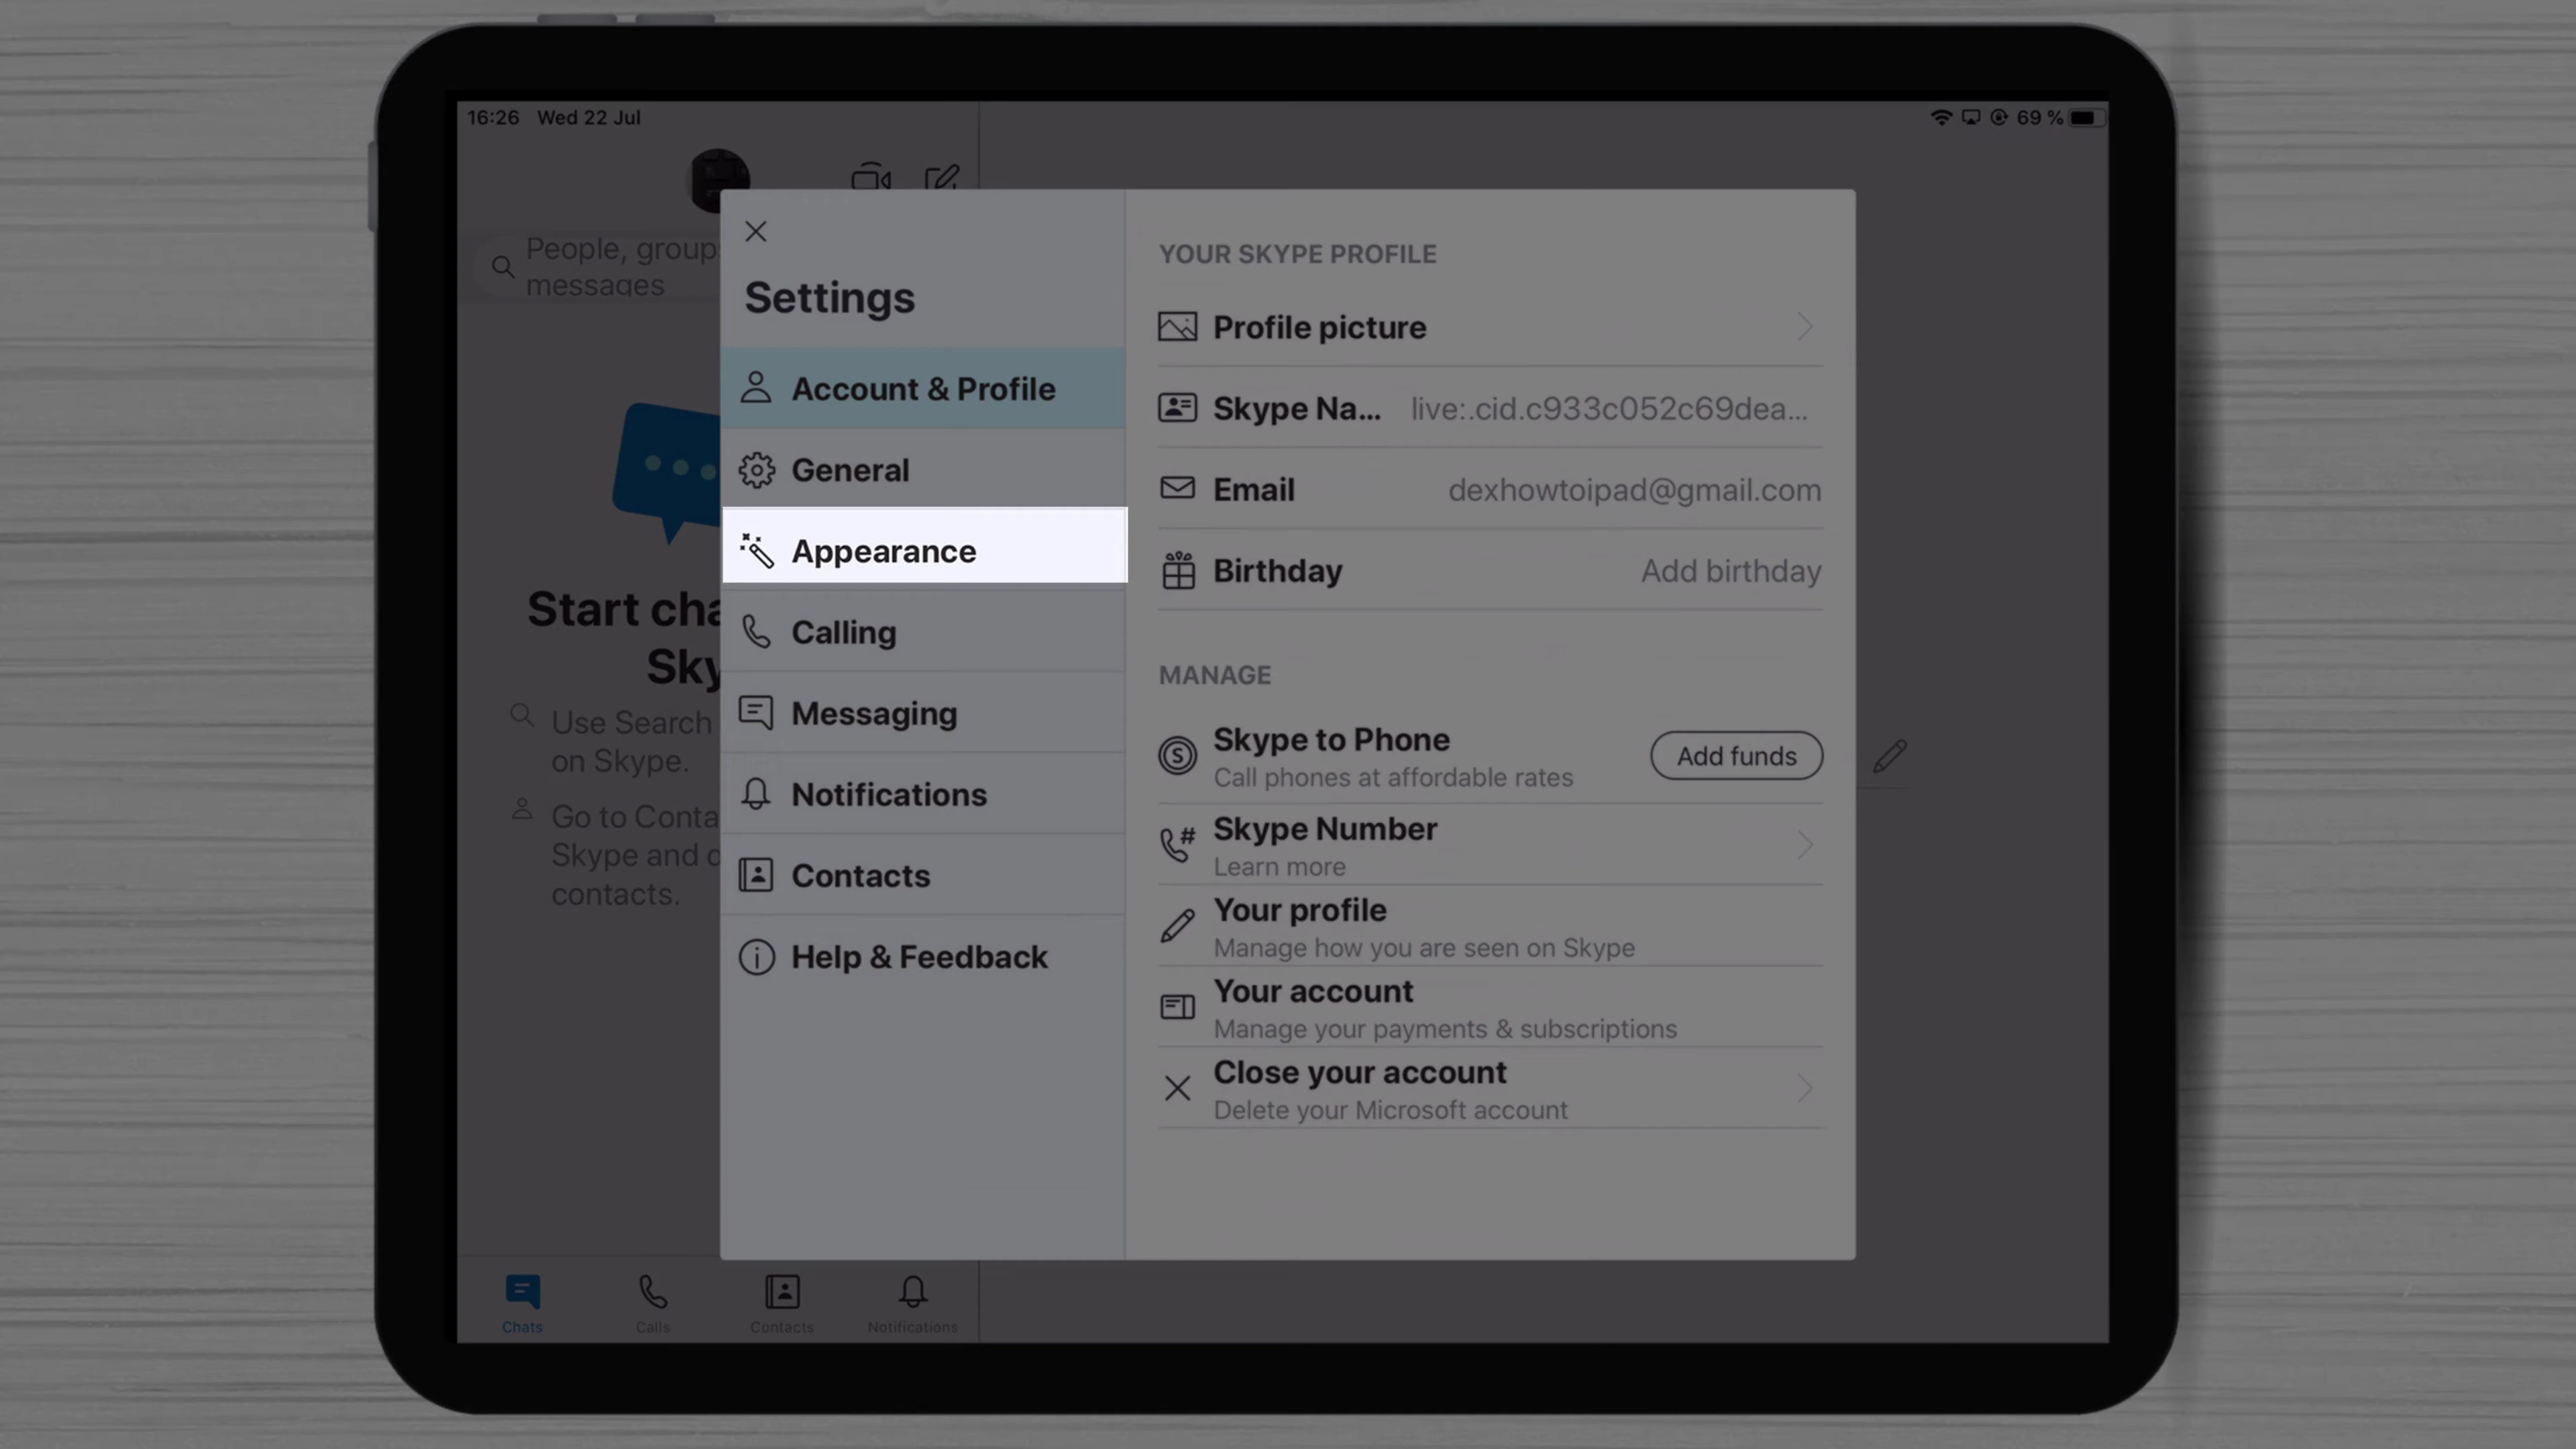 16:26 Wed 22 Jul
69 %
People, group
messages
Start cha
Sky
Use Search
on Skype.
Go to Conta
Skype and c
contacts.
Settings
Account & Profile
General
Appearance
Calling
Messaging
Notifications
Contacts
Help & Feedback
YOUR SKYPE PROFILE
Profile picture
Skype Na... live:.cid.c933c052c69dea...
Email dexhowtoipad@gmail.com
Birthday Add birthday
MANAGE
Skype to Phone
Call phones at affordable rates
Add funds
Skype Number
Learn more
Your profile
Manage how you are seen on Skype
Your account
Manage your payments & subscriptions
Close your account
Delete your Microsoft account
Chats Calls Contacts Notifications